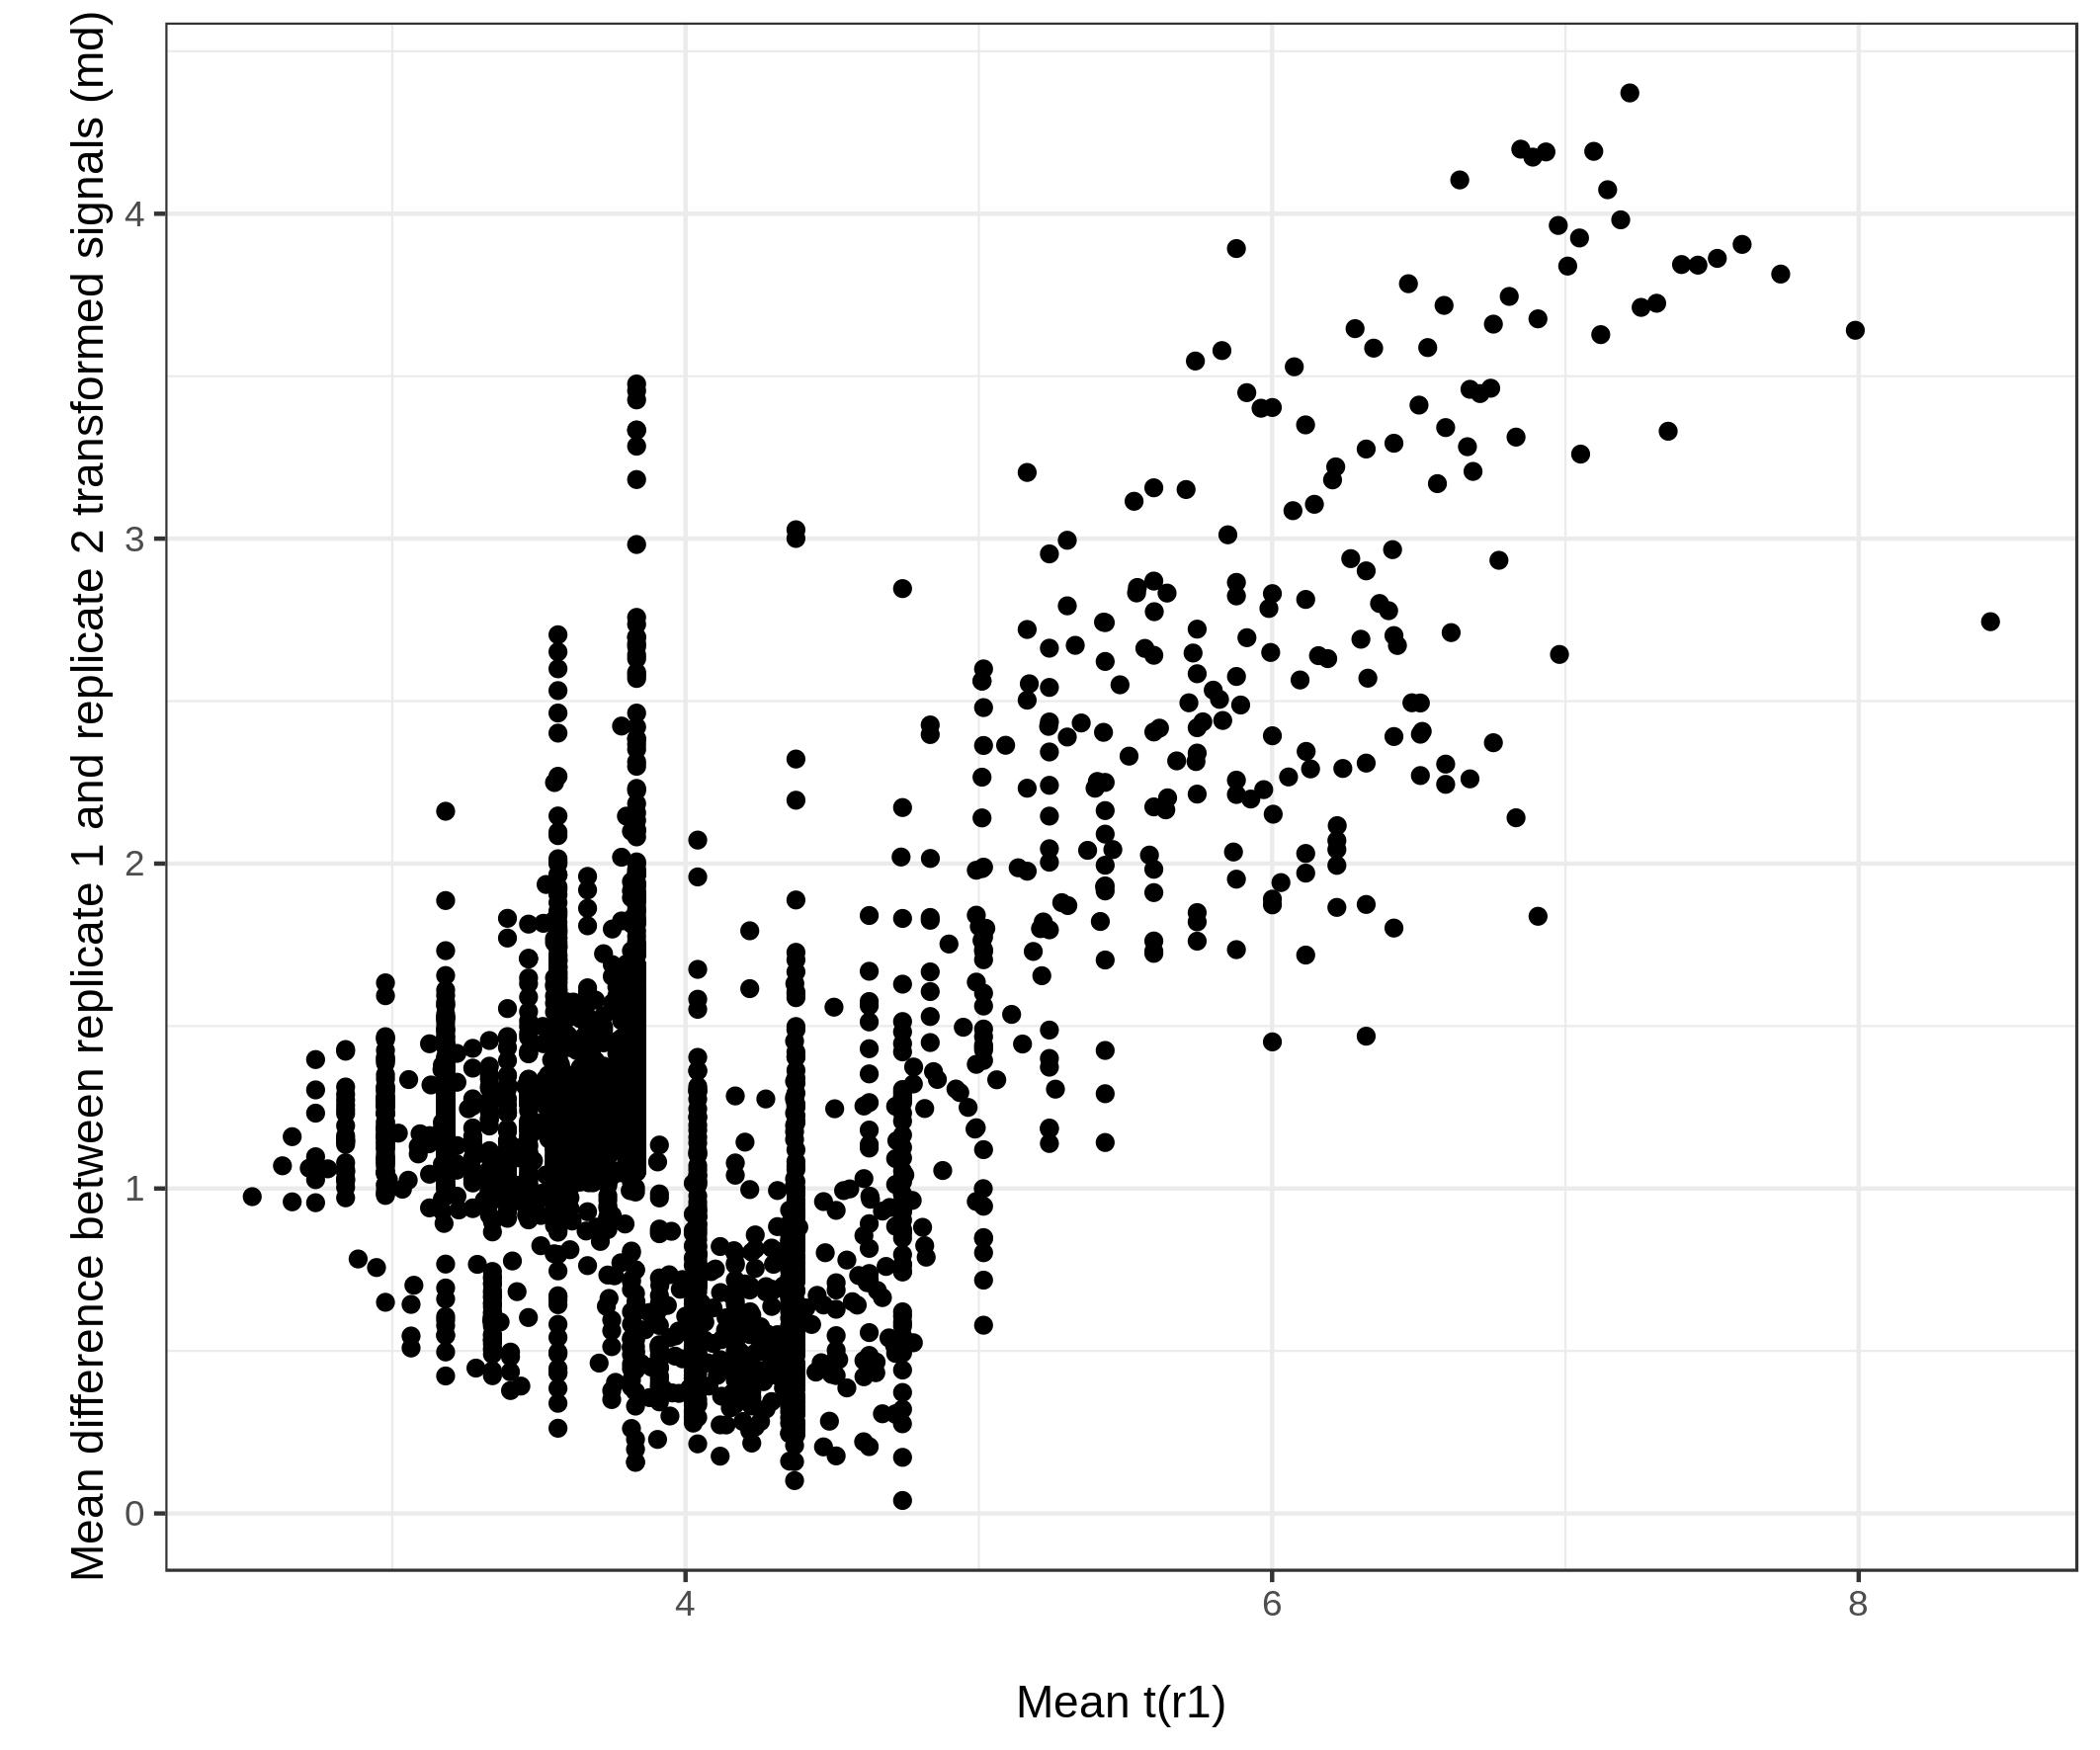 Mean difference between replicate 1 and replicate 2 transformed signals (md)
4
3
2
1
0
4 6 8
Mean t(r1)